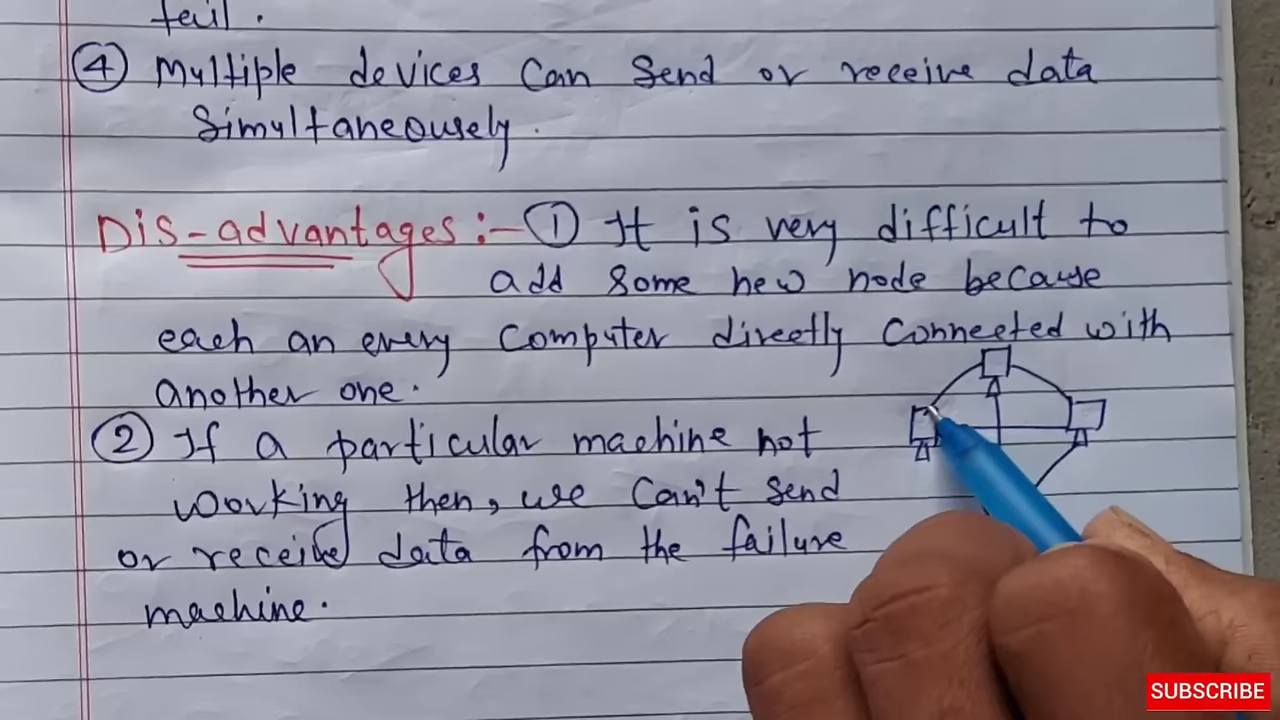 fail.
④ Multiple devices can send or receive data
simultaneousely.
Dis-advantages:- ① It is very difficult to
add some new node because
each an every computer directly connected with
another one.
② If a particular machine not
working then, we can't send
or receive data from the failure
machine.
SUBSCRIBE